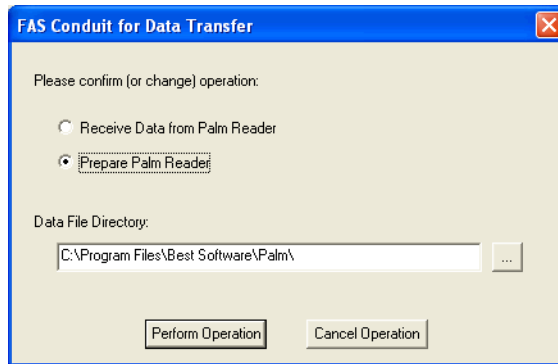 FAS Conduit for Data Transfer
Please confirm (or change) operation:
Receive Data from Palm Reader
Prepare Palm Reader
Data File Directory:
C:\Program Files\Best Software\Palm\
...
Perform Operation
Cancel Operation